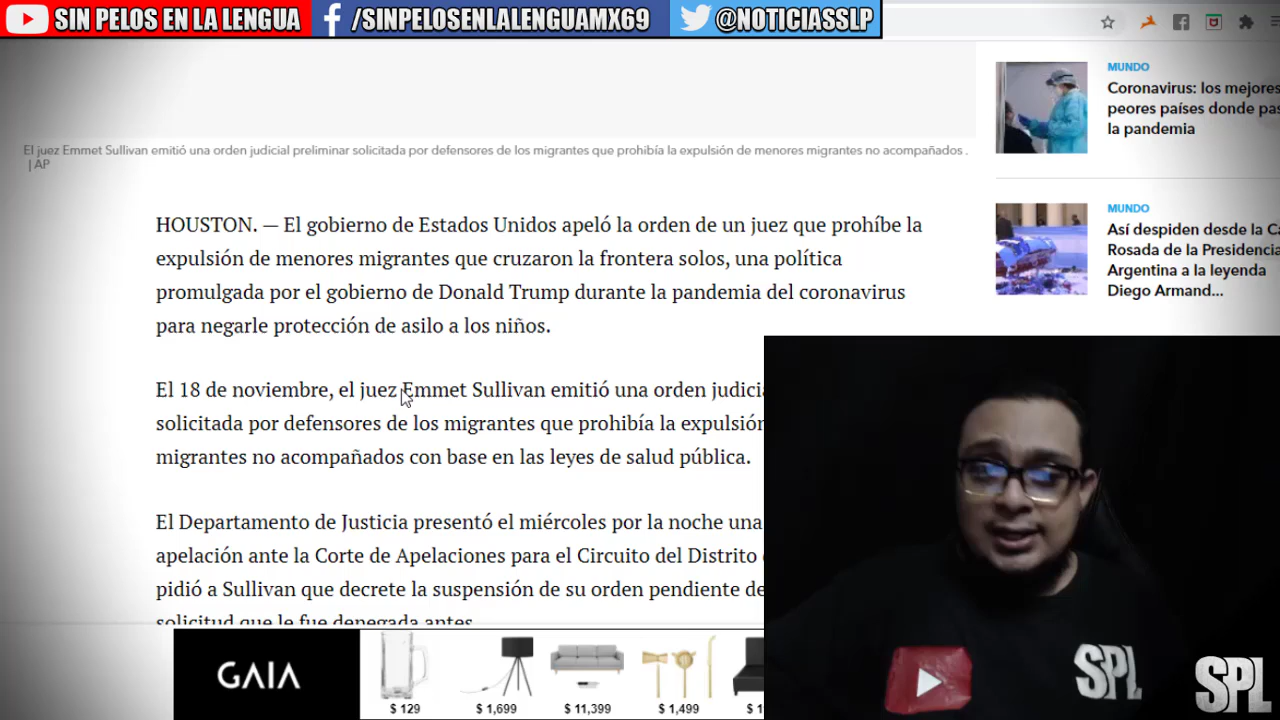 SIN PELOS EN LA LENGUA
/SINPELOSENLALENGUAMX69
@NOTICIASSLP
El juez Emmet Sullivan emitió una orden judicial preliminar solicitada por defensores de los migrantes que prohibía la expulsión de menores migrantes no acompañados .
| AP
HOUSTON. — El gobierno de Estados Unidos apeló la orden de un juez que prohíbe la
expulsión de menores migrantes que cruzaron la frontera solos, una política
promulgada por el gobierno de Donald Trump durante la pandemia del coronavirus
para negarle protección de asilo a los niños.
El 18 de noviembre, el juez Emmet Sullivan emitió una orden judicia
solicitada por defensores de los migrantes que prohibía la expulsión
migrantes no acompañados con base en las leyes de salud pública.
El Departamento de Justicia presentó el miércoles por la noche una
apelación ante la Corte de Apelaciones para el Circuito del Distrito
pidió a Sullivan que decrete la suspensión de su orden pendiente de
solicitud que le fue denegada antes
MUNDO
Coronavirus: los mejores
peores países donde pas
la pandemia
MUNDO
Así despiden desde la Ca
Rosada de la Presidencia
Argentina a la leyenda
Diego Armand...
GAIA
$ 129
$ 1,699
$ 11,399
$ 1,499
$ 1
SPL
SPL